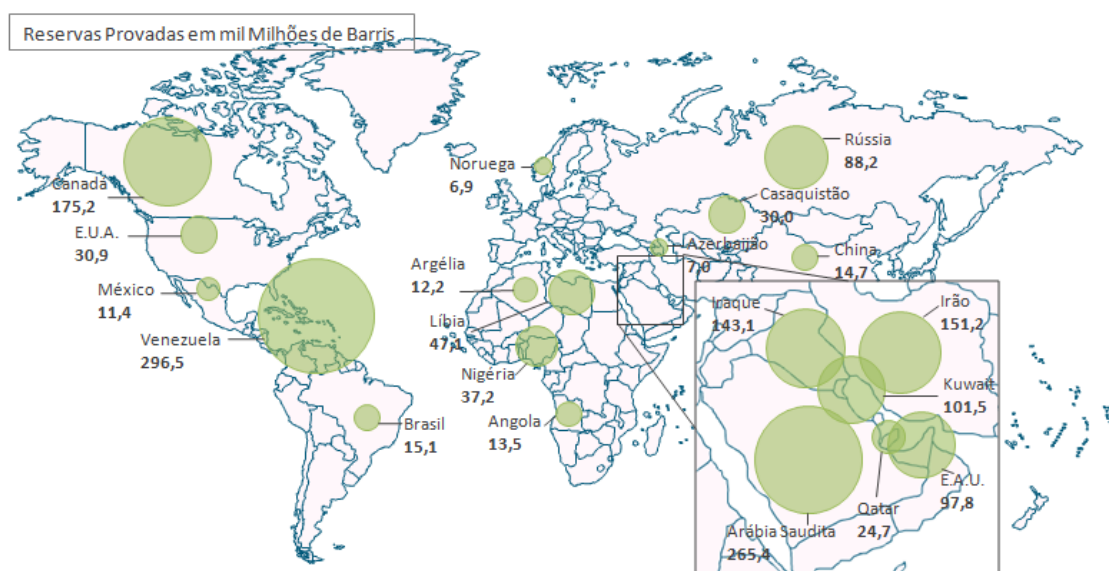 Reservas Provadas em mil Milhões de Barris
Canadá
175,2
E.U.A.
30,9
México
11,4
Venezuela
296,5
Brasil
15,1
Noruega
6,9
Argélia
12,2
Líbia
47,1
Nigéria
37,2
Angola
13,5
Rússia
88,2
Casaquistão
30,0
Azerbaijão
7,0
China
14,7
Iraque
143,1
Irão
151,2
Kuwait
101,5
E.A.U.
97,8
Qatar
24,7
Arábia Saudita
265,4